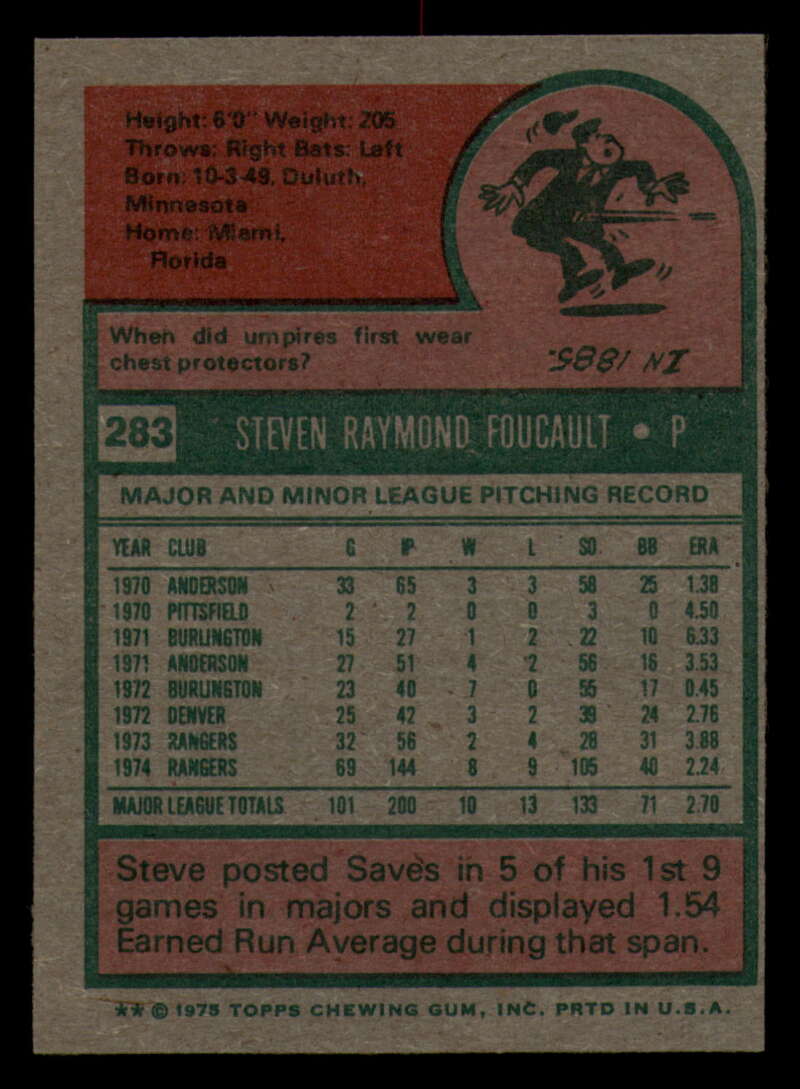 Height: 6'0" Weight: 205
Throws: Right Bats: Left
Born: 10-3-49, Duluth,
Minnesota
Home: Miami,
Florida
When did umpires first wear
chest protectors?
IN 1885.
283 STEVEN RAYMOND FOUCAULT • P
MAJOR AND MINOR LEAGUE PITCHING RECORD
YEAR CLUB G IP W L SO BB ERA
1970 ANDERSON 33 65 3 3 58 25 1.38
1970 PITTSFIELD 2 2 0 0 3 0 4.50
1971 BURLINGTON 15 27 1 2 22 10 6.33
1971 ANDERSON 27 51 4 2 56 16 3.53
1972 BURLINGTON 23 40 7 0 55 17 0.45
1972 DENVER 25 42 3 2 39 24 2.76
1973 RANGERS 32 56 2 4 28 31 3.88
1974 RANGERS 69 144 8 9 105 40 2.24
MAJOR LEAGUE TOTALS 101 200 10 13 133 71 2.70
Steve posted Saves in 5 of his 1st 9
games in majors and displayed 1.54
Earned Run Average during that span.
** © 1975 TOPPS CHEWING GUM, INC. PRTD IN U.S.A.